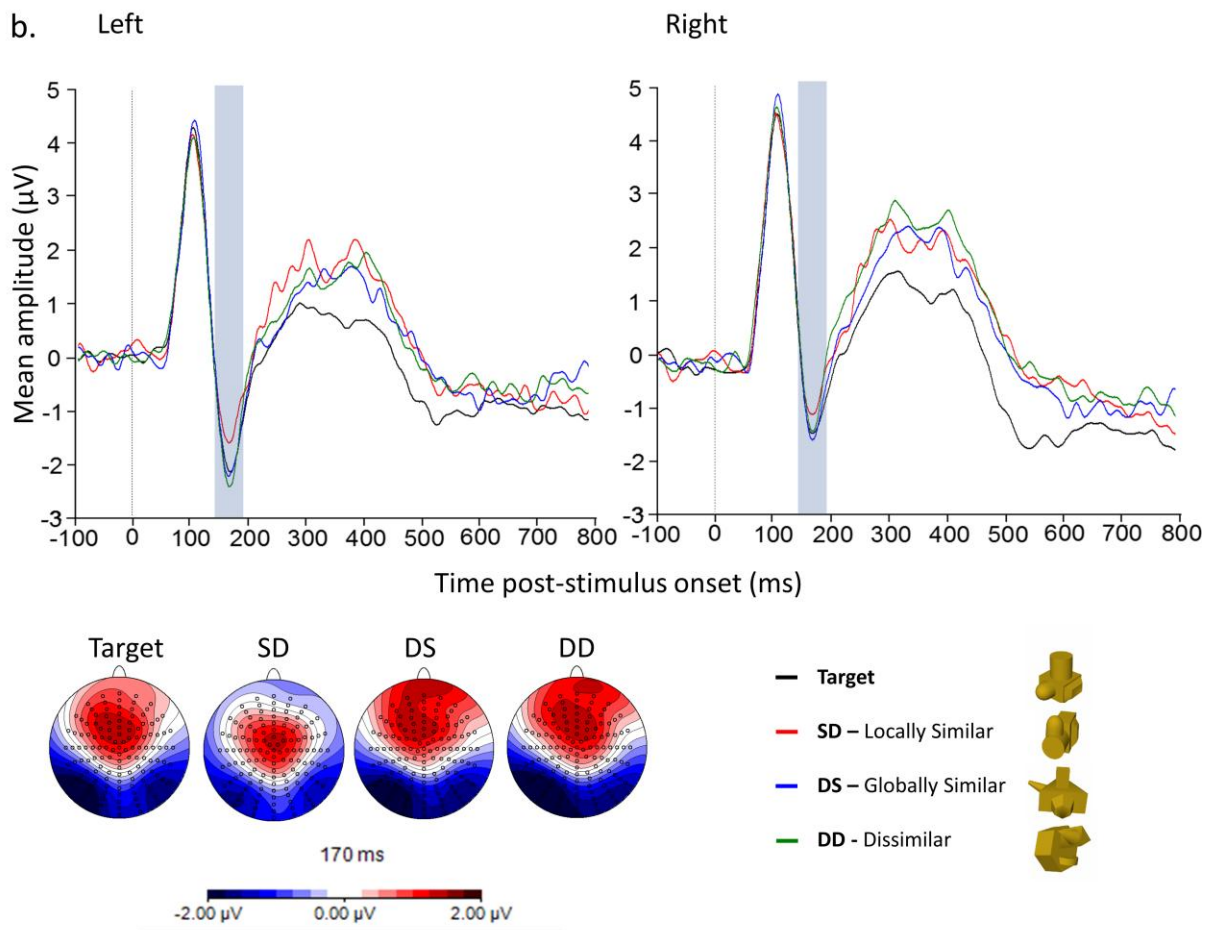 b. Left Right
5 5
4 4
3 3
2 2
1 1
0 0
-1 -1
-2 -2
-3 -3
Mean amplitude (µV)
-100 0 100 200 300 400 500 600 700 800 -100 0 100 200 300 400 500 600 700 800
Time post-stimulus onset (ms)
Target SD DS DD
170 ms
-2.00 µV 0.00 µV 2.00 µV
Target
SD – Locally Similar
DS – Globally Similar
DD - Dissimilar